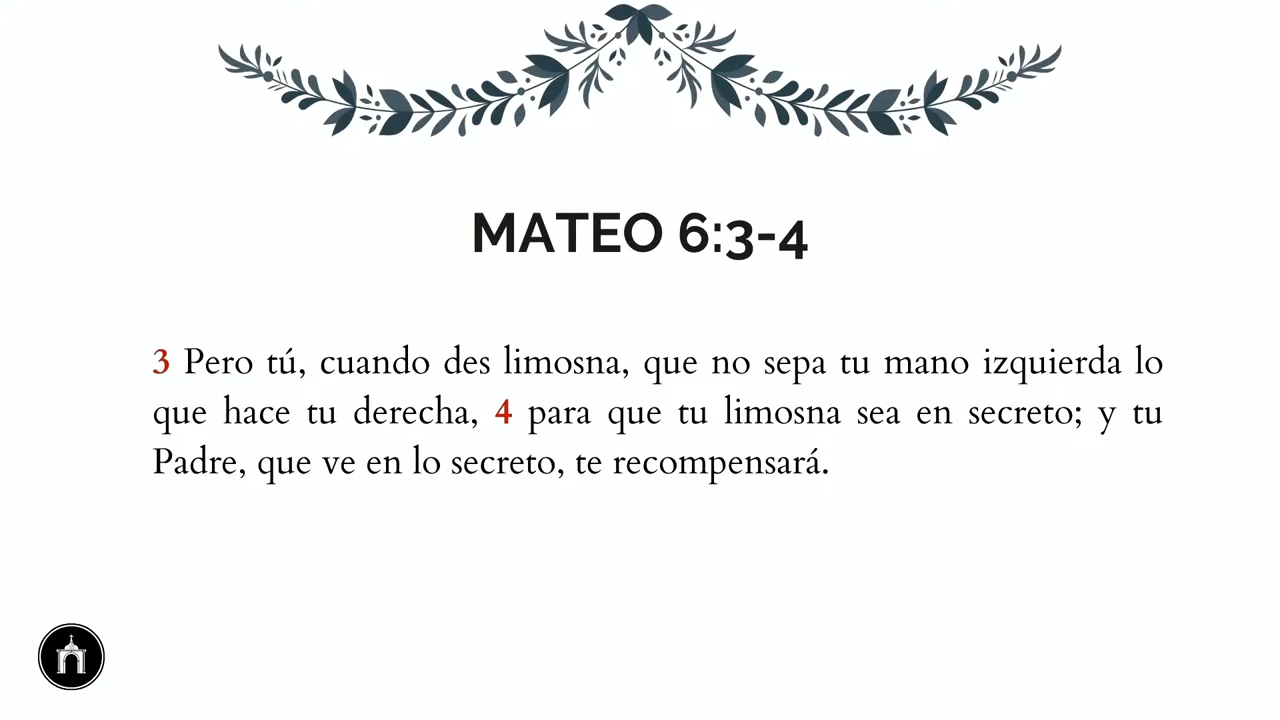 MATEO 6:3-4
3 Pero tú, cuando des limosna, que no sepa tu mano izquierda lo
que hace tu derecha, 4 para que tu limosna sea en secreto; y tu
Padre, que ve en lo secreto, te recompensará.